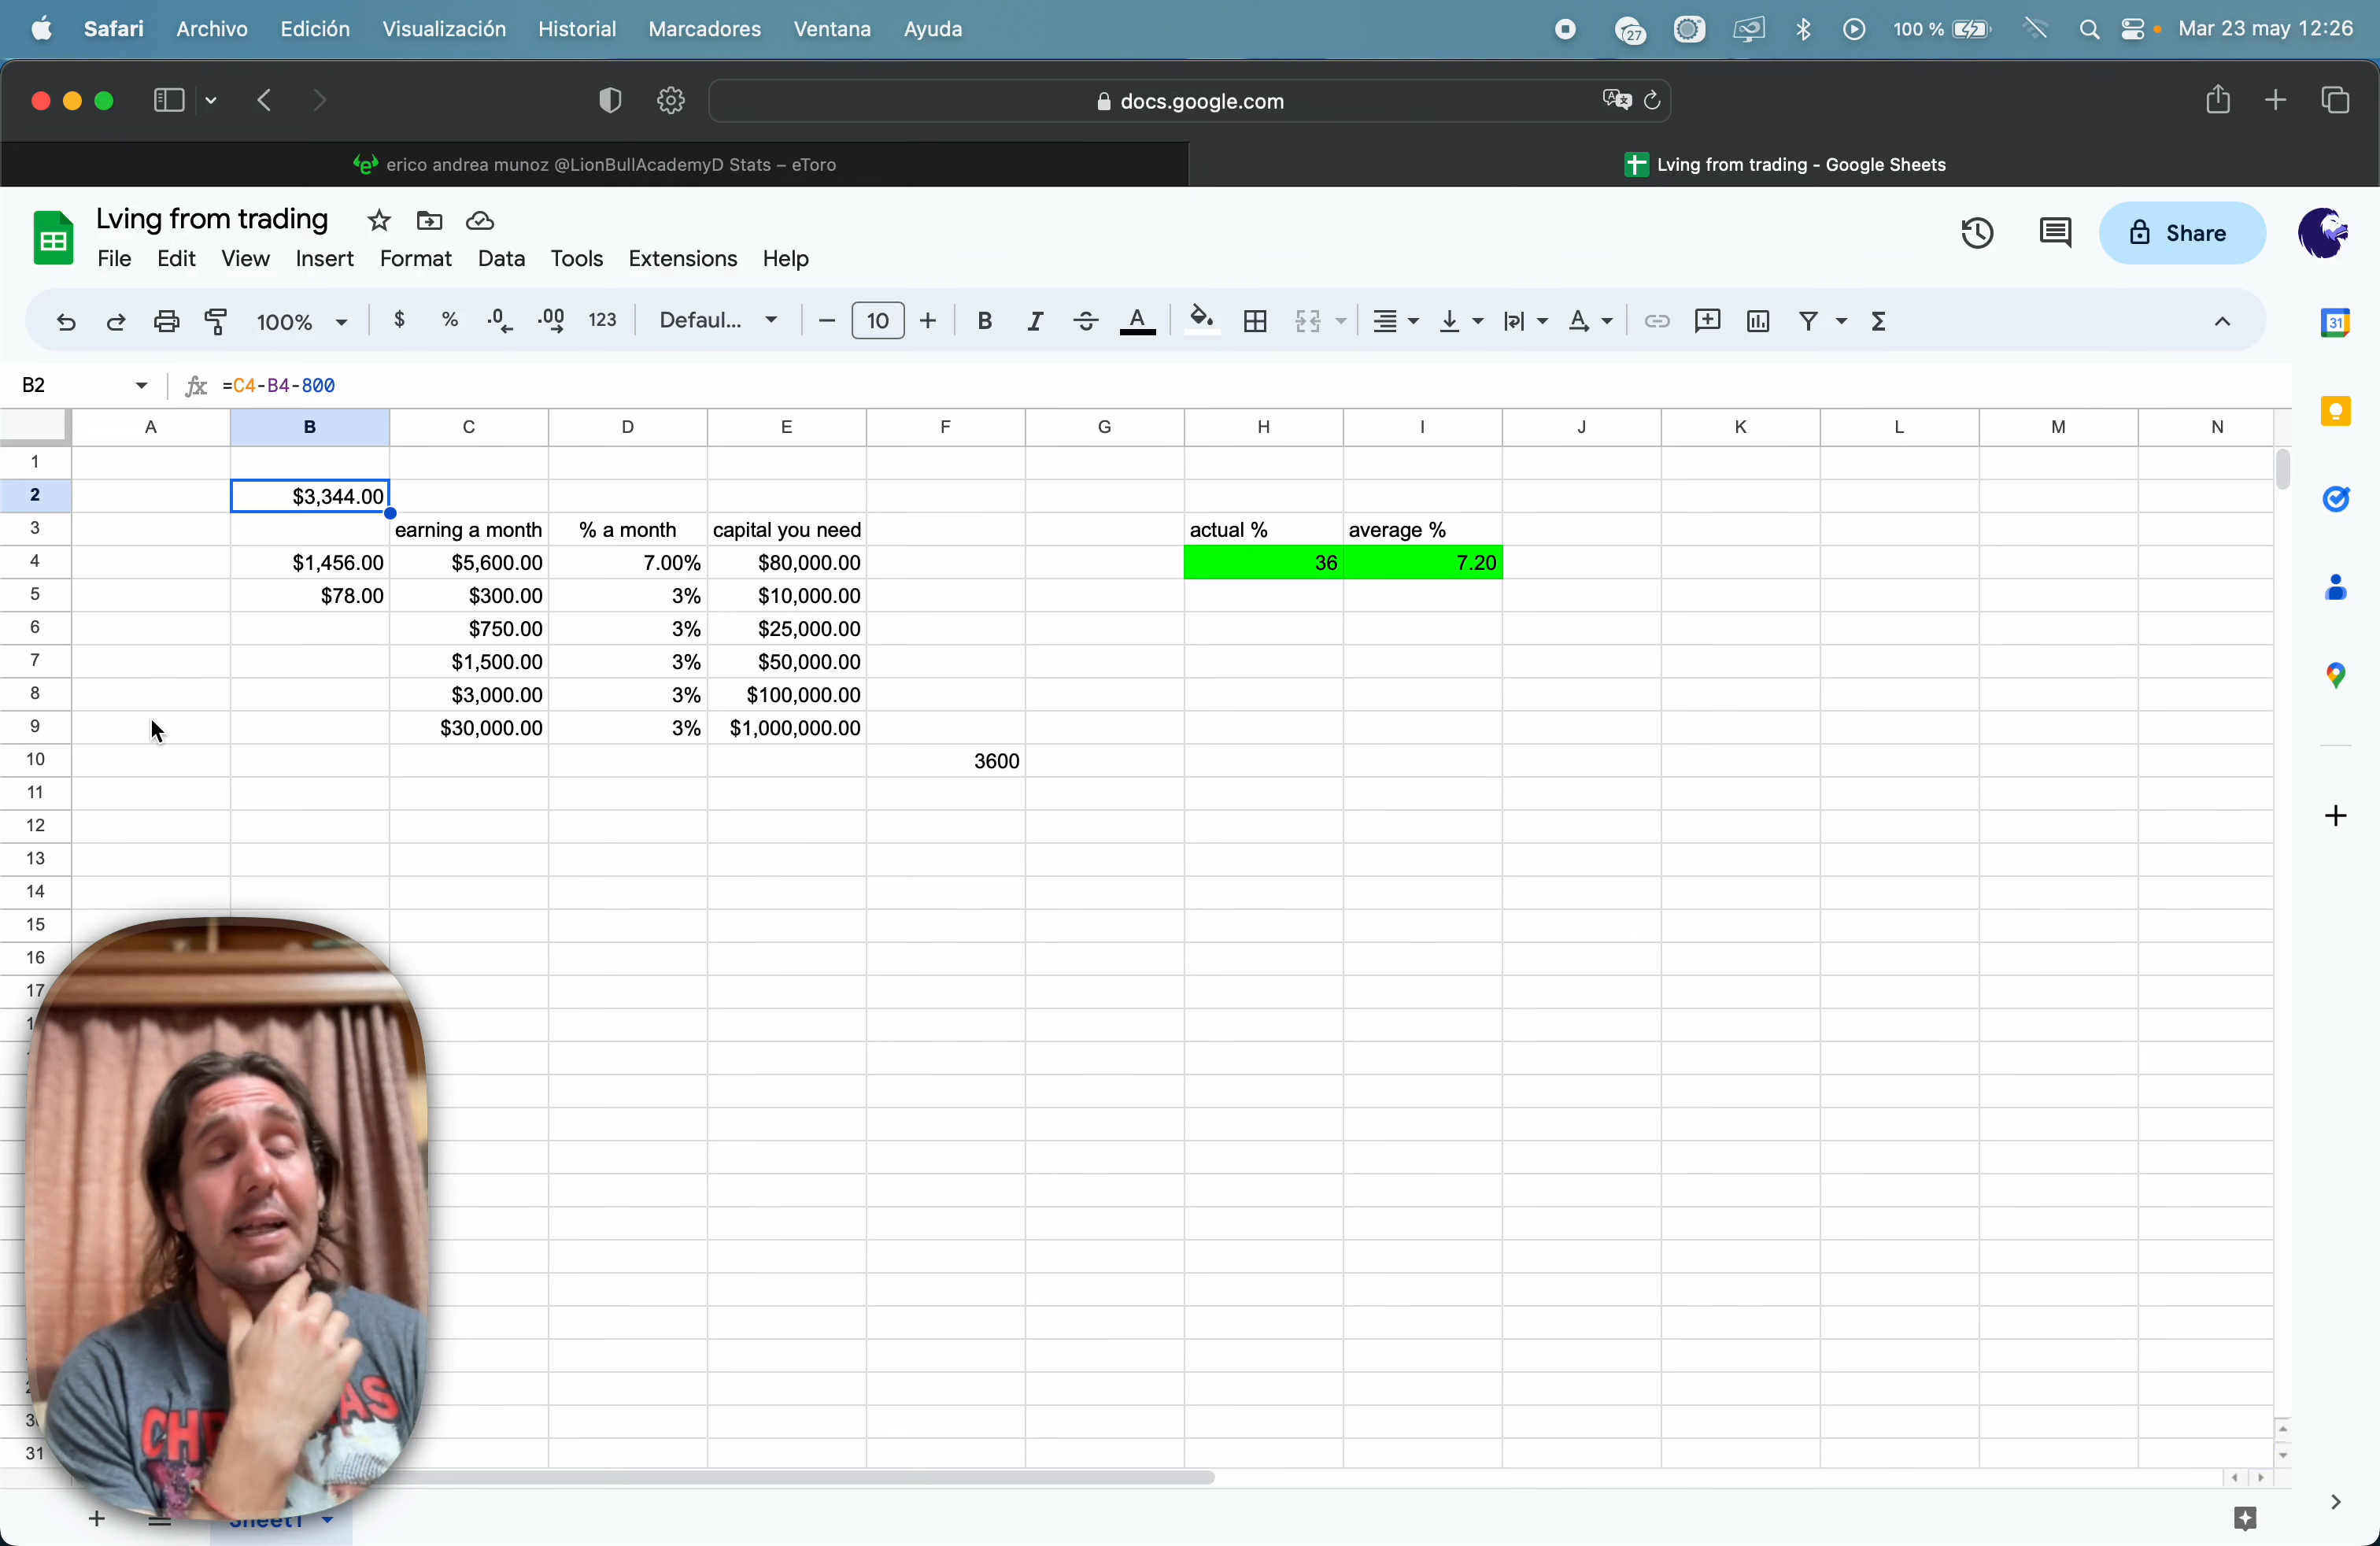 Safari Archivo Edición Visualización Historial Marcadores Ventana Ayuda 27 100 % Mar 23 may 12:26
docs.google.com
erico andrea munoz @LionBullAcademyD Stats – eToro
Lving from trading - Google Sheets
Lving from trading
Share
File Edit View Insert Format Data Tools Extensions Help
100% $ % .0 .00 123 Defaul... 10 B I A A Σ
31
B2 fx =C4-B4-800
A B C D E F G H I J K L M N
1
2 $3,344.00
3 earning a month % a month capital you need actual % average %
4 $1,456.00 $5,600.00 7.00% $80,000.00 36 7.20
5 $78.00 $300.00 3% $10,000.00
6 $750.00 3% $25,000.00
7 $1,500.00 3% $50,000.00
8 $3,000.00 3% $100,000.00
9 $30,000.00 3% $1,000,000.00
10 3600
11
12
13
14
15
16
17
31
Sheet1